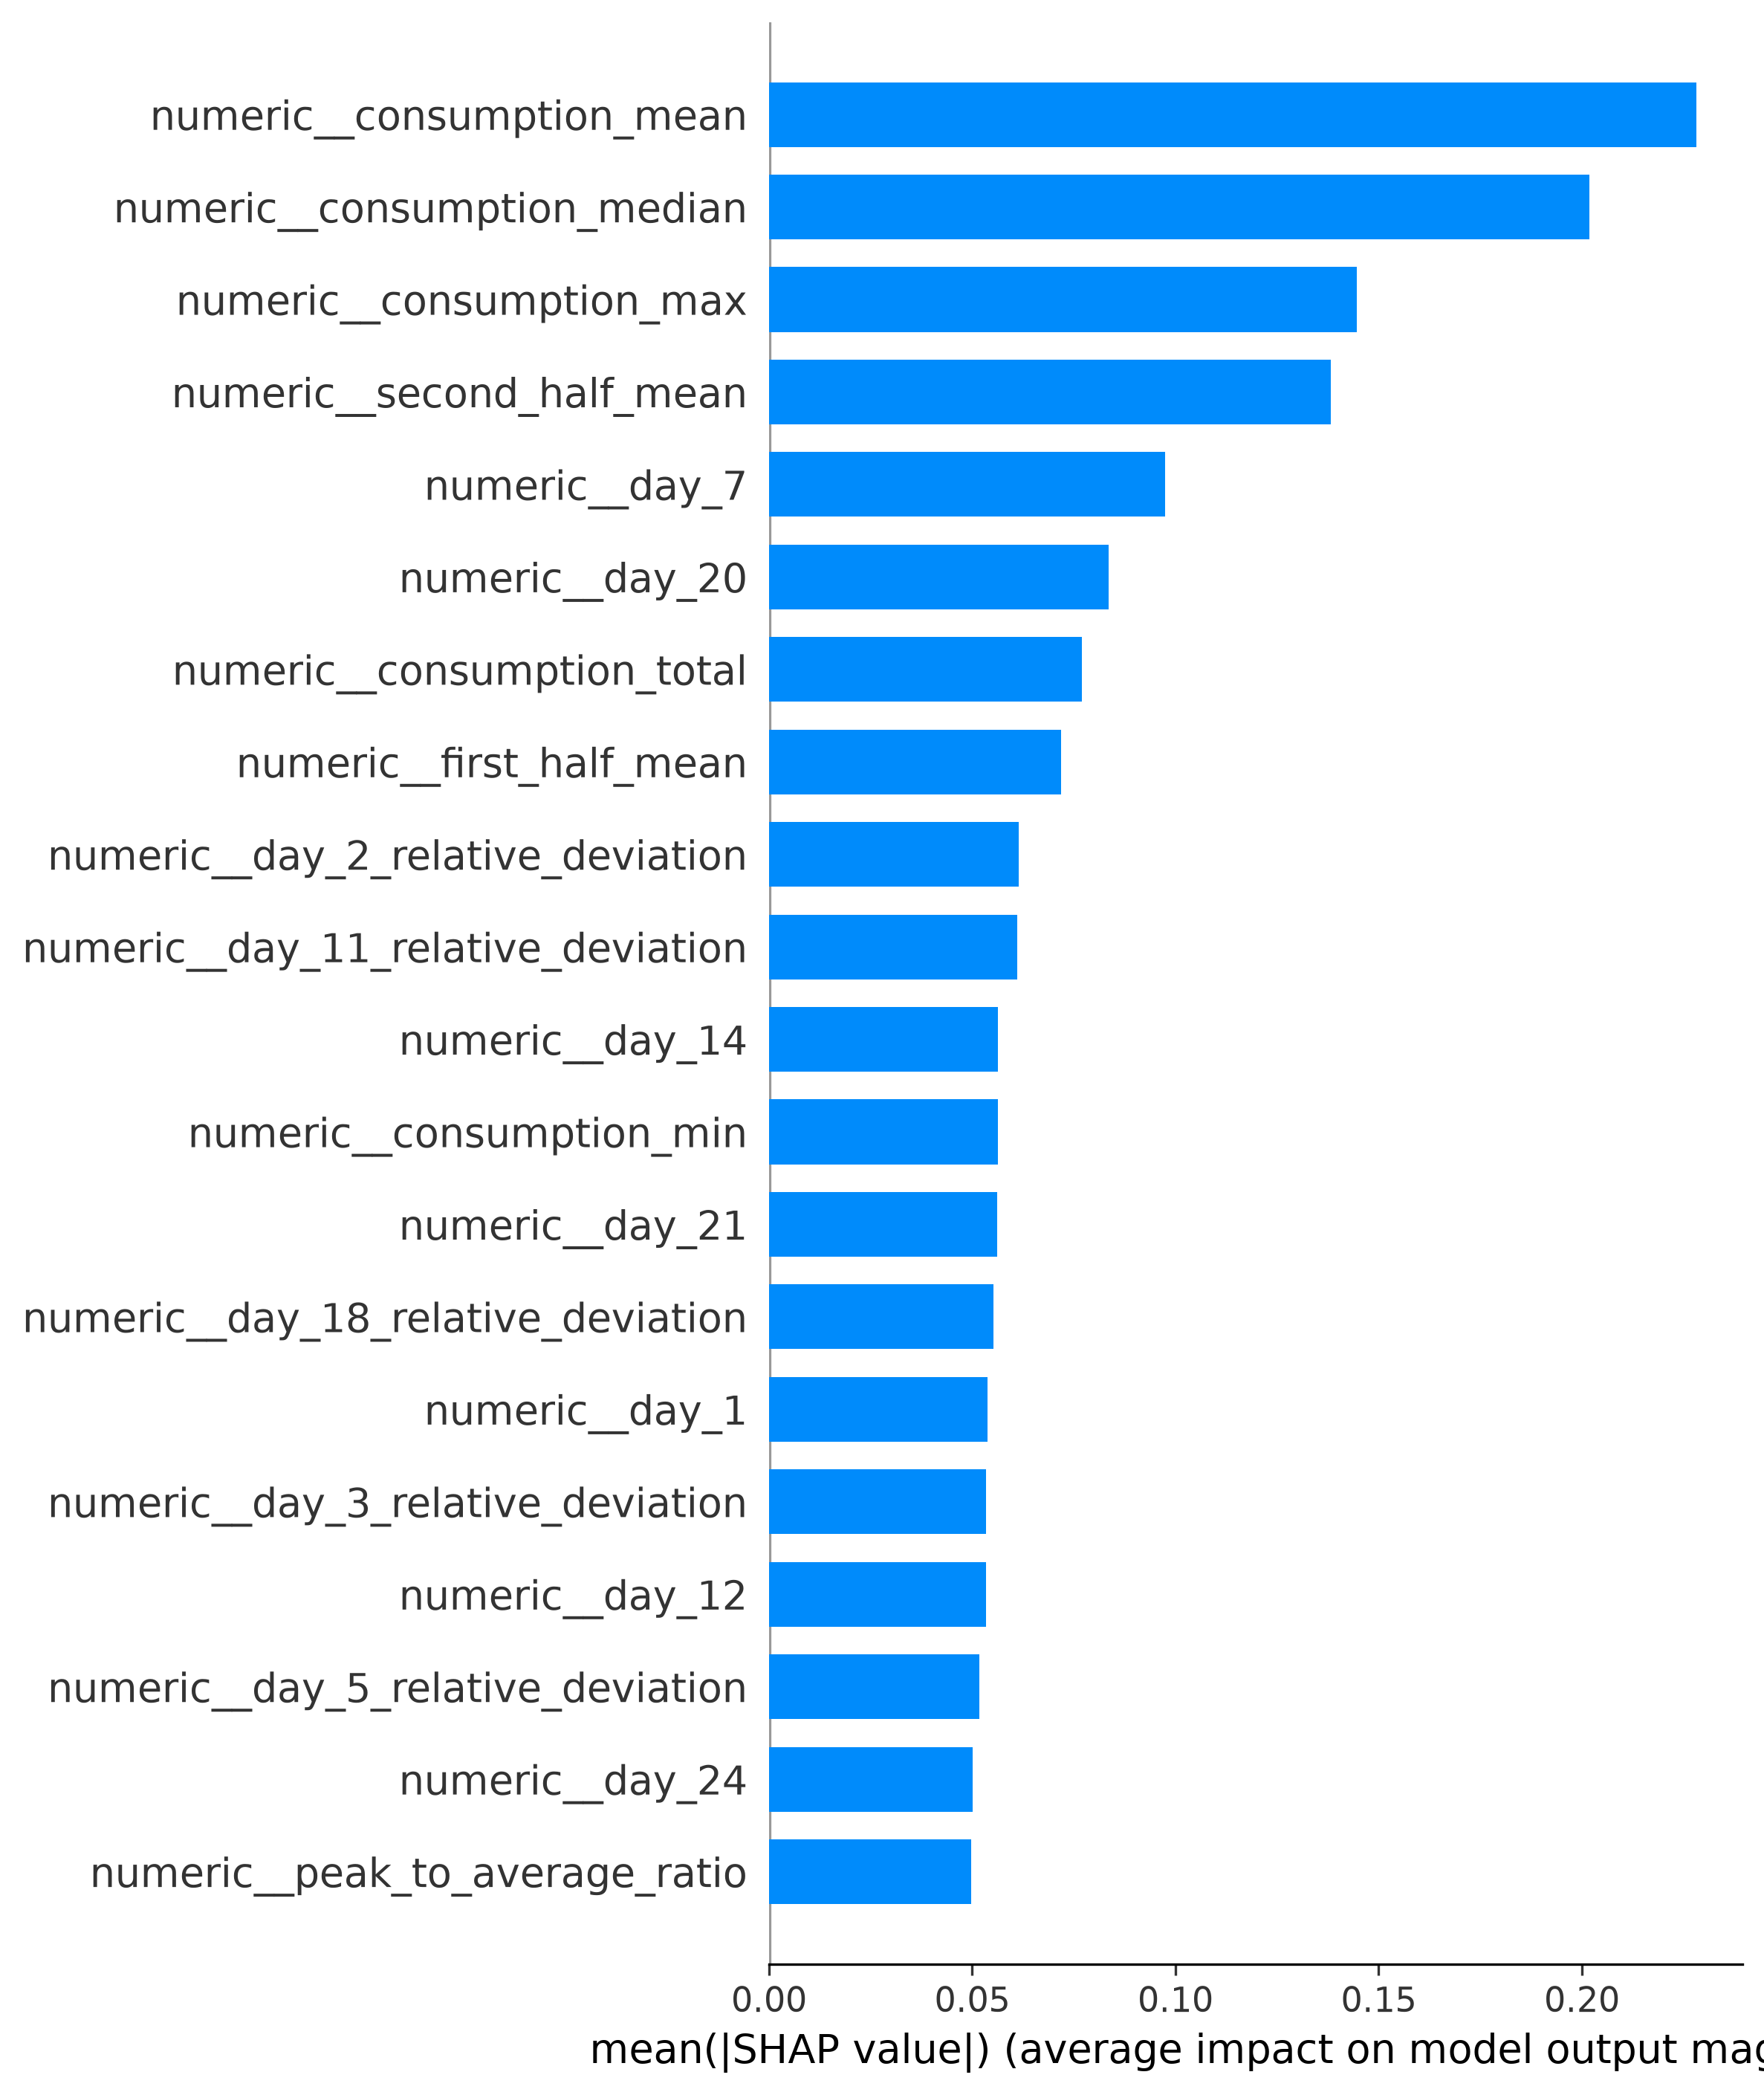 numeric__consumption_mean
numeric__consumption_median
numeric__consumption_max
numeric__second_half_mean
numeric__day_7
numeric__day_20
numeric__consumption_total
numeric__first_half_mean
numeric__day_2_relative_deviation
numeric__day_11_relative_deviation
numeric__day_14
numeric__consumption_min
numeric__day_21
numeric__day_18_relative_deviation
numeric__day_1
numeric__day_3_relative_deviation
numeric__day_12
numeric__day_5_relative_deviation
numeric__day_24
numeric__peak_to_average_ratio
0.00 0.05 0.10 0.15 0.20
mean(|SHAP value|) (average impact on model output mag